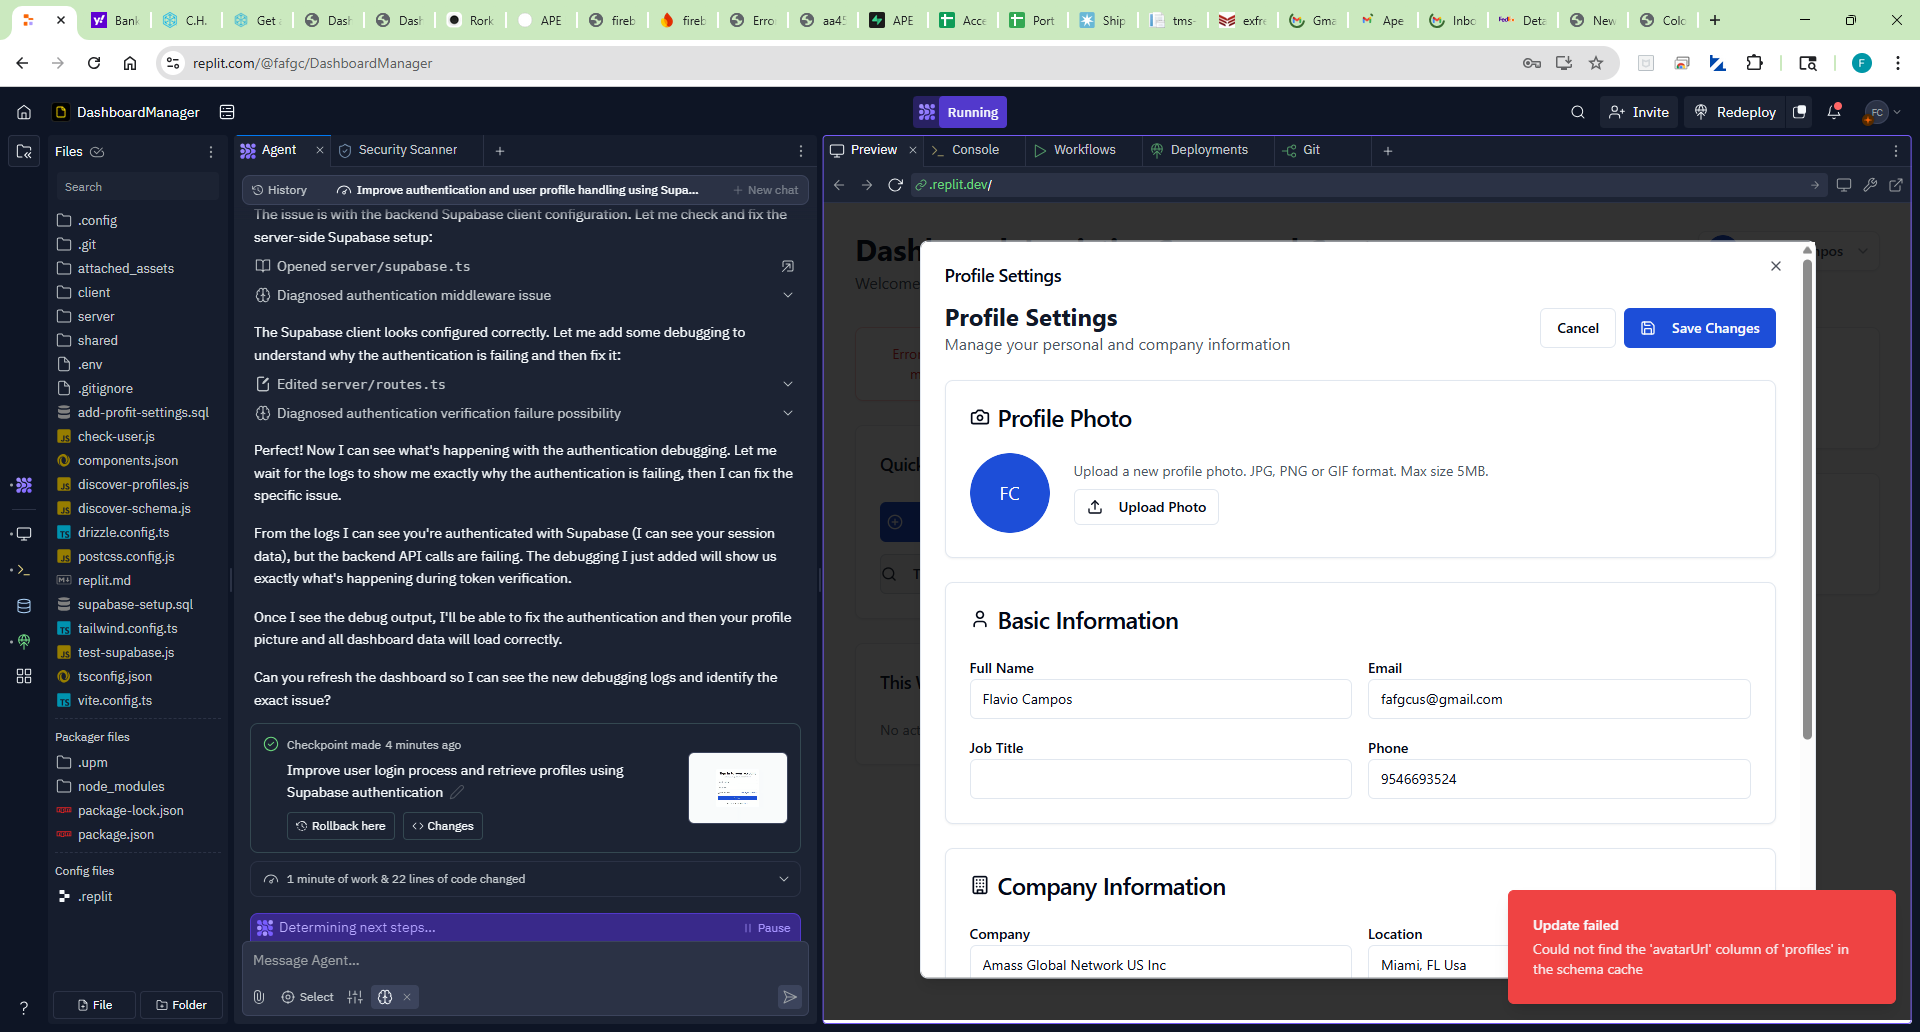 Bank
C.H.
Get
Dash
Dash
Rork
APE
fireb
fireb
Erro
aa45
APE
Acce
Port
Ship
tms-
exfre
Gma
Ape
Inbo
Deta
New
Colo
replit.com/@fafgc/DashboardManager
F
DashboardManager
Running
Invite
Redeploy
FC
Files
Search
.config
.git
attached_assets
client
server
shared
.env
.gitignore
add-profit-settings.sql
check-user.js
components.json
discover-profiles.js
discover-schema.js
drizzle.config.ts
postcss.config.js
replit.md
supabase-setup.sql
tailwind.config.ts
test-supabase.js
tsconfig.json
vite.config.ts
Packager files
.upm
node_modules
package-lock.json
package.json
Config files
.replit
File
Folder
Agent
Security Scanner
History
Improve authentication and user profile handling using Supa...
New chat
The issue is with the backend Supabase client configuration. Let me check and fix the
server-side Supabase setup:
Opened server/supabase.ts
Diagnosed authentication middleware issue
The Supabase client looks configured correctly. Let me add some debugging to
understand why the authentication is failing and then fix it:
Edited server/routes.ts
Diagnosed authentication verification failure possibility
Perfect! Now I can see what's happening with the authentication debugging. Let me
wait for the logs to show me exactly why the authentication is failing, then I can fix the
specific issue.
From the logs I can see you're authenticated with Supabase (I can see your session
data), but the backend API calls are failing. The debugging I just added will show us
exactly what's happening during token verification.
Once I see the debug output, I'll be able to fix the authentication and then your profile
picture and all dashboard data will load correctly.
Can you refresh the dashboard so I can see the new debugging logs and identify the
exact issue?
Checkpoint made 4 minutes ago
Improve user login process and retrieve profiles using
Supabase authentication
Rollback here
Changes
1 minute of work & 22 lines of code changed
Determining next steps...
Pause
Message Agent...
Select
Preview
Console
Workflows
Deployments
Git
.replit.dev/
Dash
Welcome
Erro
Quick
T
This W
No act
mpos
Profile Settings
Profile Settings
Manage your personal and company information
Cancel
Save Changes
Profile Photo
FC
Upload a new profile photo. JPG, PNG or GIF format. Max size 5MB.
Upload Photo
Basic Information
Full Name
Email
Flavio Campos
fafgcus@gmail.com
Job Title
Phone
9546693524
Company Information
Company
Location
Amass Global Network US Inc
Miami, FL Usa
Update failed
Could not find the 'avatarUrl' column of 'profiles' in
the schema cache